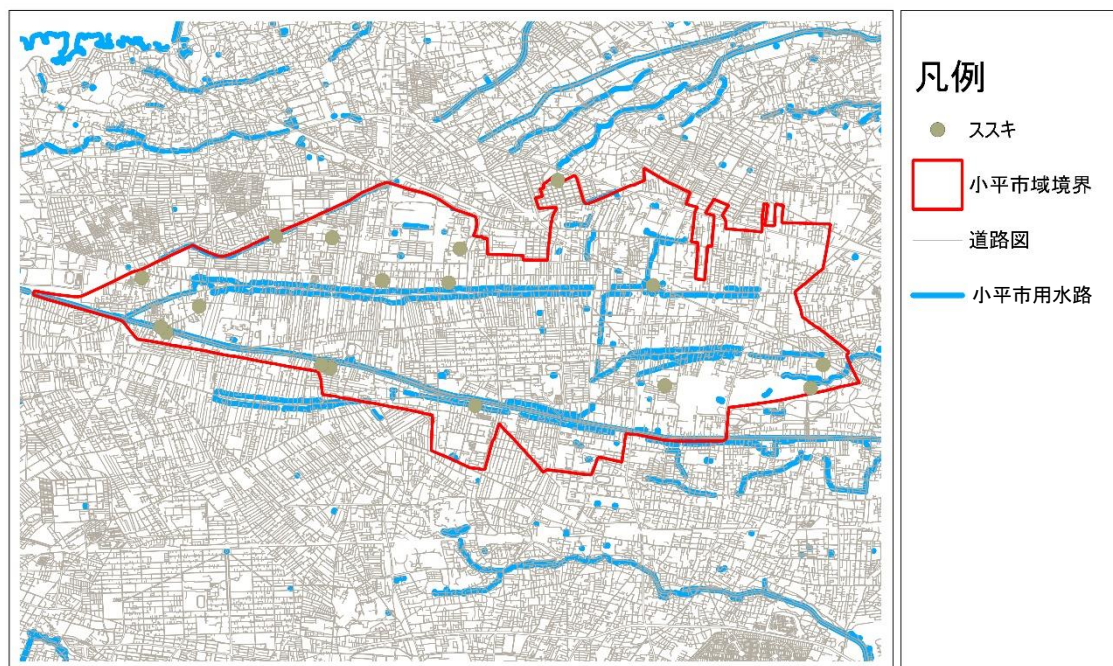 凡例
ススキ
小平市域境界
道路図
小平市用水路